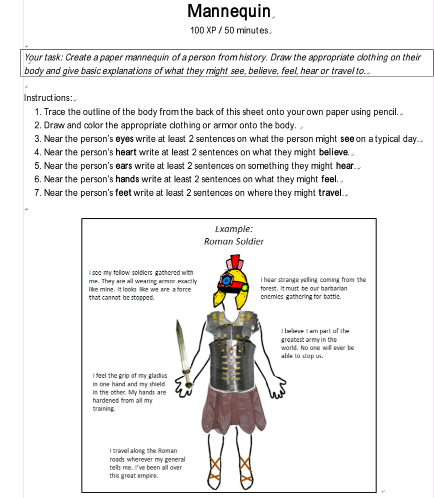 Mannequin
100 XP / 50 minutes
Your task: Create a paper mannequin of a person from history. Draw the appropriate clothing on their
body and give basic explanations of what they might see, believe, feel, hear or travel to.
Instructions:
1. Trace the outline of the body from the back of this sheet onto your own paper using pencil.
2. Draw and color the appropriate clothing or armor onto the body.
3. Near the person's eyes write at least 2 sentences on what the person might see on a typical day.
4. Near the person's heart write at least 2 sentences on what they might believe.
5. Near the person's ears write at least 2 sentences on something they might hear.
6. Near the person's hands write at least 2 sentences on what they might feel.
7. Near the person's feet write at least 2 sentences on where they might travel.
Example:
Roman Soldier
I see my fellow soldiers gathered with
me. They are all wearing armor exactly
like mine. It looks like we are a force
that cannot be stopped.
I hear strange yelling coming from the
forest. It must be our barbarian
enemies gathering for battle.
I believe I am part of the
greatest army in the
world. No one will ever be
able to stop us.
I feel the grip of my gladius
in one hand and my shield
in the other. My hands are
hardened from all my
training.
I travel along the Roman
roads wherever my general
tells me. I've been all over
this great empire.